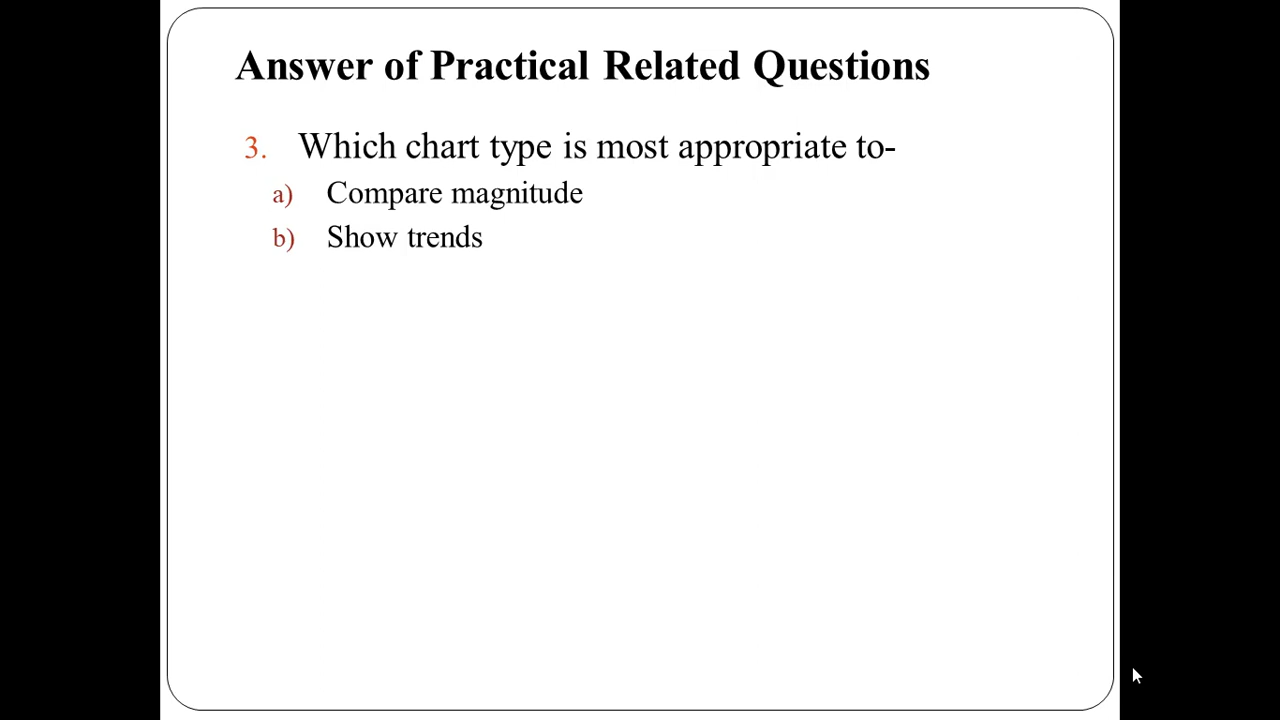 Answer of Practical Related Questions
3. Which chart type is most appropriate to-
a) Compare magnitude
b) Show trends